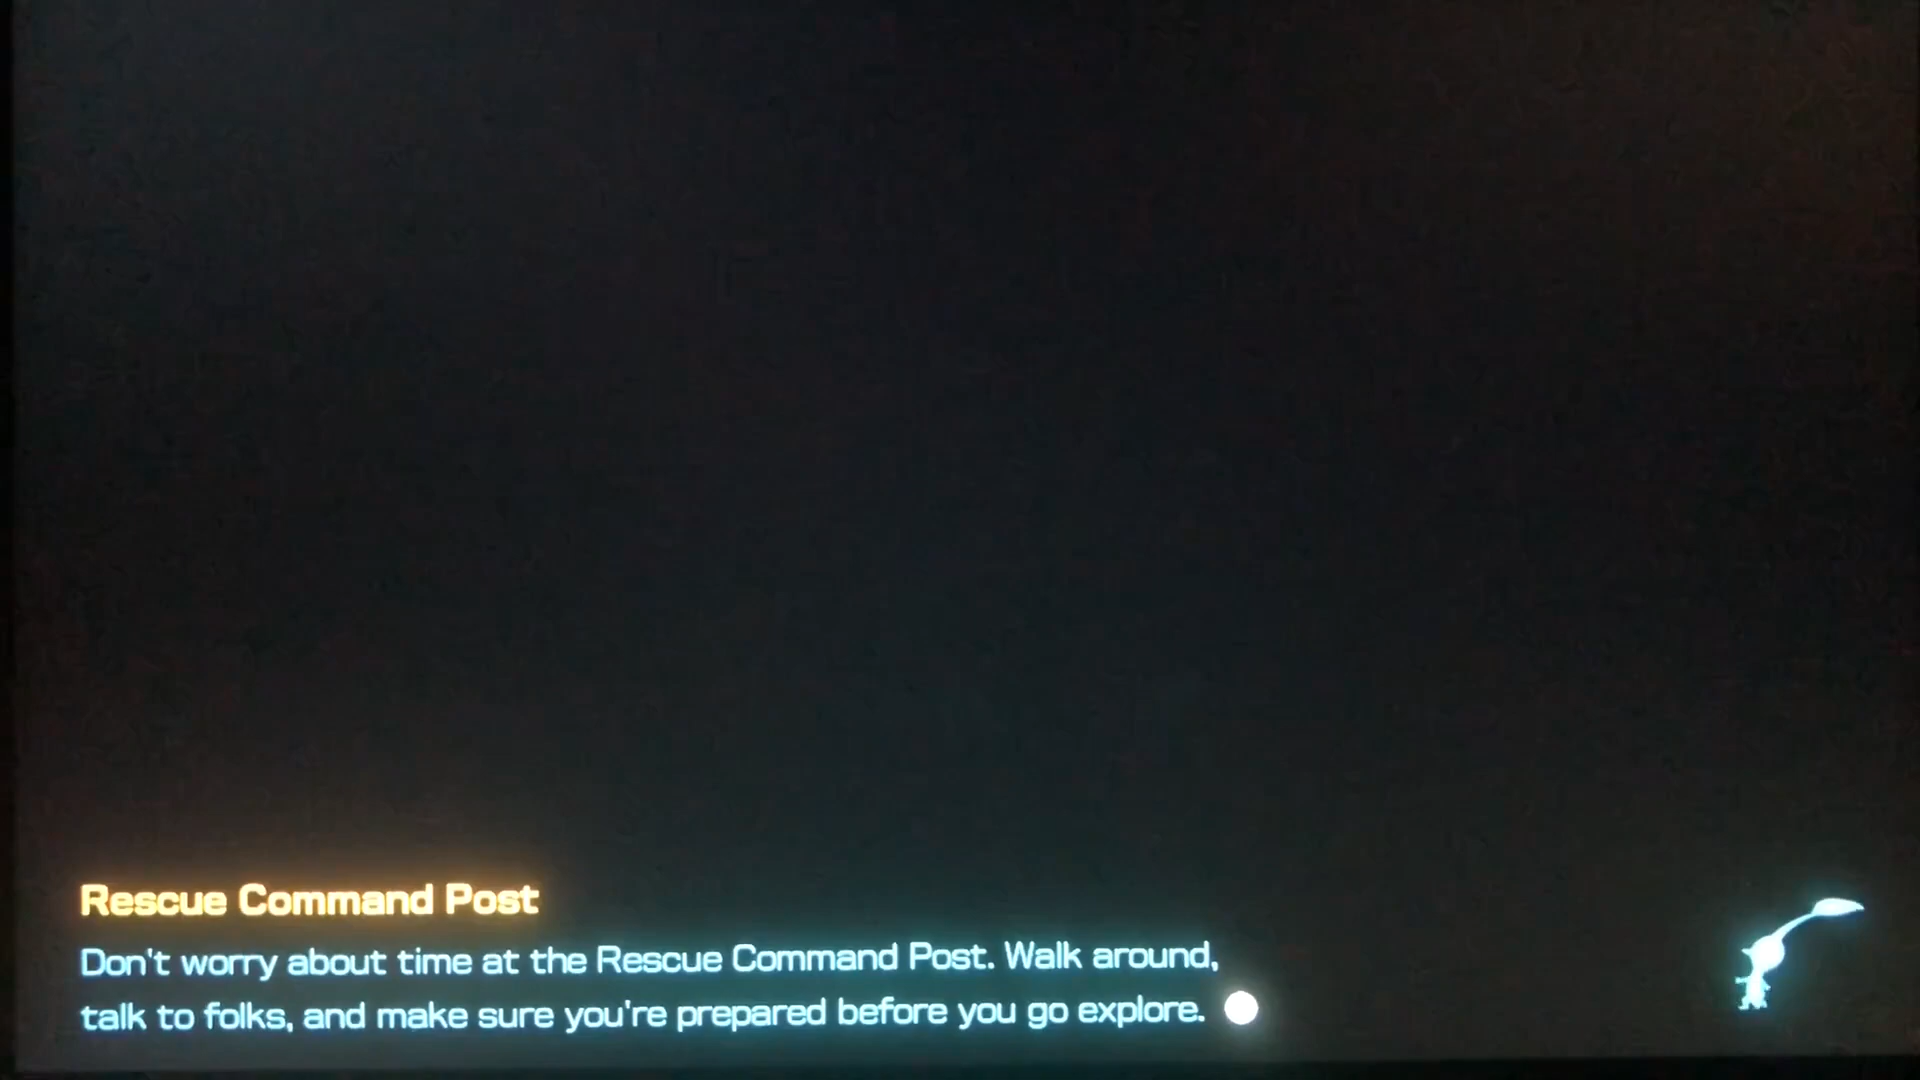 Rescue Command Post
Don't worry about time at the Rescue Command Post. Walk around,
talk to folks, and make sure you're prepared before you go explore.